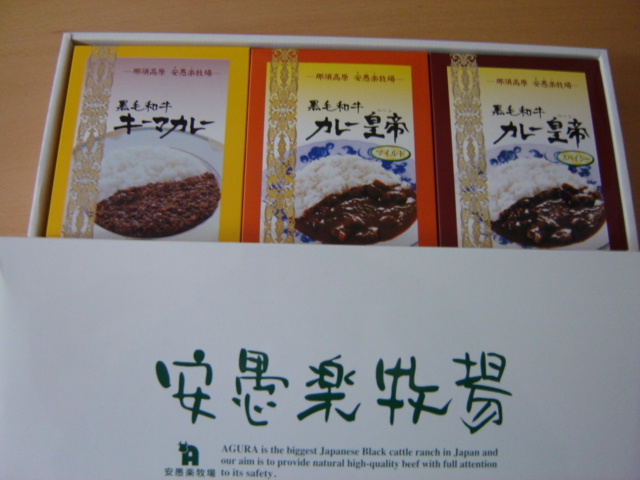 那須高原 安愚楽牧場
黒毛和牛
キーマカレー
那須高原 安愚楽牧場
黒毛和牛
カレー皇帝
マイルド
那須高原 安愚楽牧場
黒毛和牛
カレー皇帝
スパイシー
安愚楽牧場
安愚楽牧場
AGURA is the biggest Japanese Black cattle ranch in Japan and
our aim is to provide natural high-quality beef with full attention
to its safety.